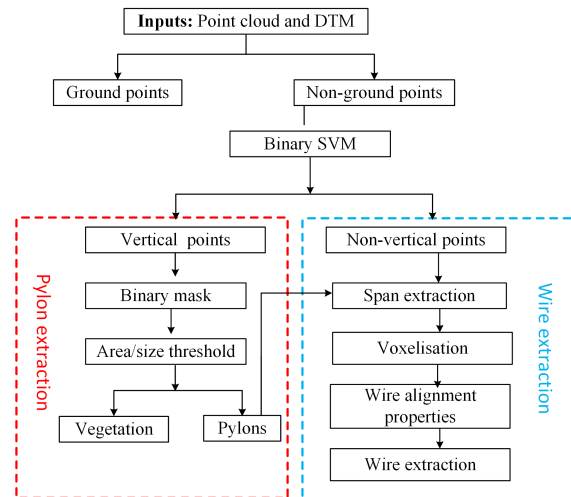 Inputs: Point cloud and DTM
Ground points
Non-ground points
Binary SVM
Pylon extraction
Vertical points
Binary mask
Area/size threshold
Vegetation
Pylons
Non-vertical points
Span extraction
Voxelisation
Wire alignment
properties
Wire extraction
Wire extraction